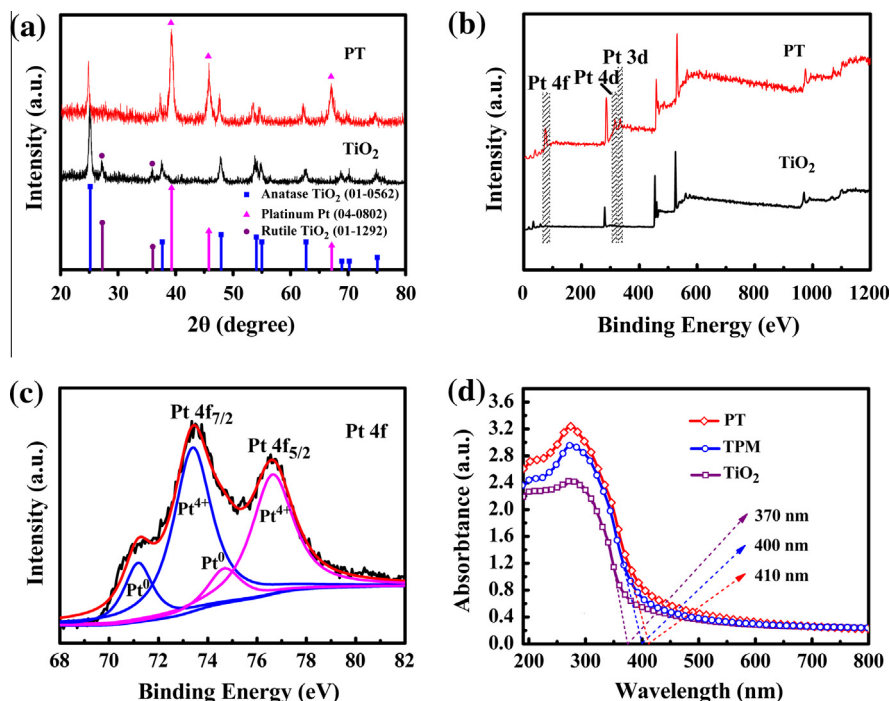 (a)
PT
TiO2
Anatase TiO2 (01-0562)
Platinum Pt (04-0802)
Rutile TiO2 (01-1292)
Intensity (a.u.)
20 30 40 50 60 70 80
2θ (degree)
(b)
Pt 3d
PT
Pt 4f
Pt 4d
TiO2
Intensity (a.u.)
0 200 400 600 800 1000 1200
Binding Energy (eV)
(c)
Pt 4f7/2
Pt 4f5/2
Pt 4f
Pt4+
Pt4+
Pt0
Pt0
Intensity (a.u.)
68 70 72 74 76 78 80 82
Binding Energy (eV)
(d)
3.6
3.2
2.8
2.4
2.0
1.6
1.2
0.8
0.4
0.0
PT
TPM
TiO2
370 nm
400 nm
410 nm
Absorbtance (a.u.)
200 300 400 500 600 700 800
Wavelength (nm)